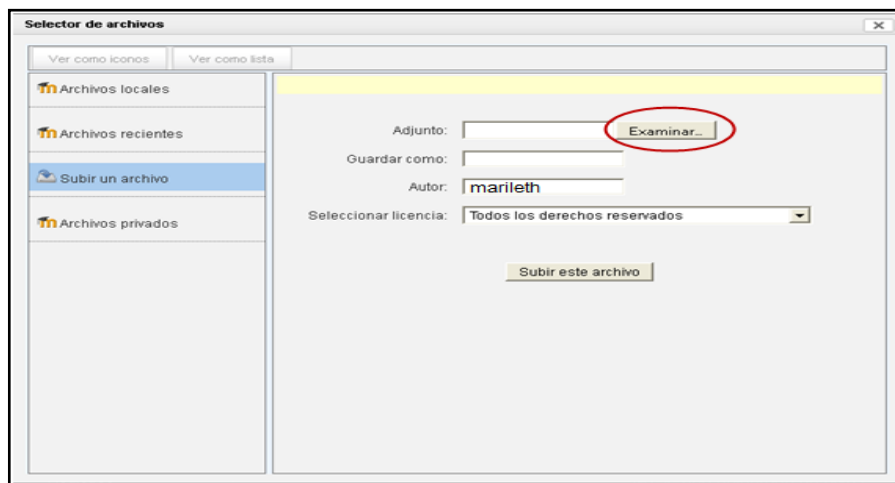 Selector de archivos
Ver como iconos Ver como lista
Archivos locales
Archivos recientes
Subir un archivo
Archivos privados
Adjunto: Examinar...
Guardar como:
Autor: marileth
Seleccionar licencia: Todos los derechos reservados
Subir este archivo